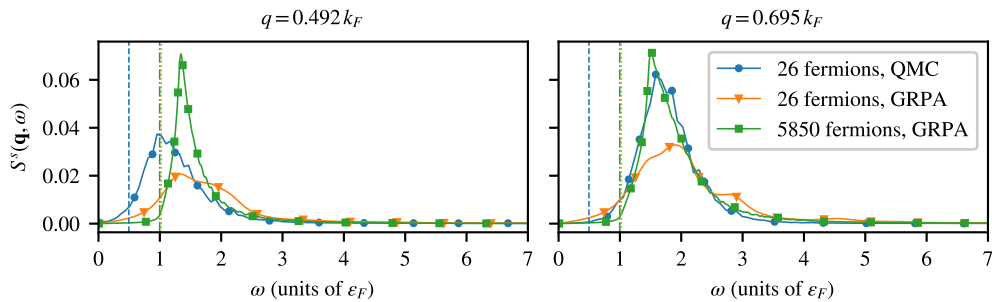 q = 0.492 k_F
q = 0.695 k_F
S^s(q, ω)
0.06
0.04
0.02
0.00
26 fermions, QMC
26 fermions, GRPA
5850 fermions, GRPA
0 1 2 3 4 5 6 7
0 1 2 3 4 5 6 7
ω (units of ε_F)
ω (units of ε_F)